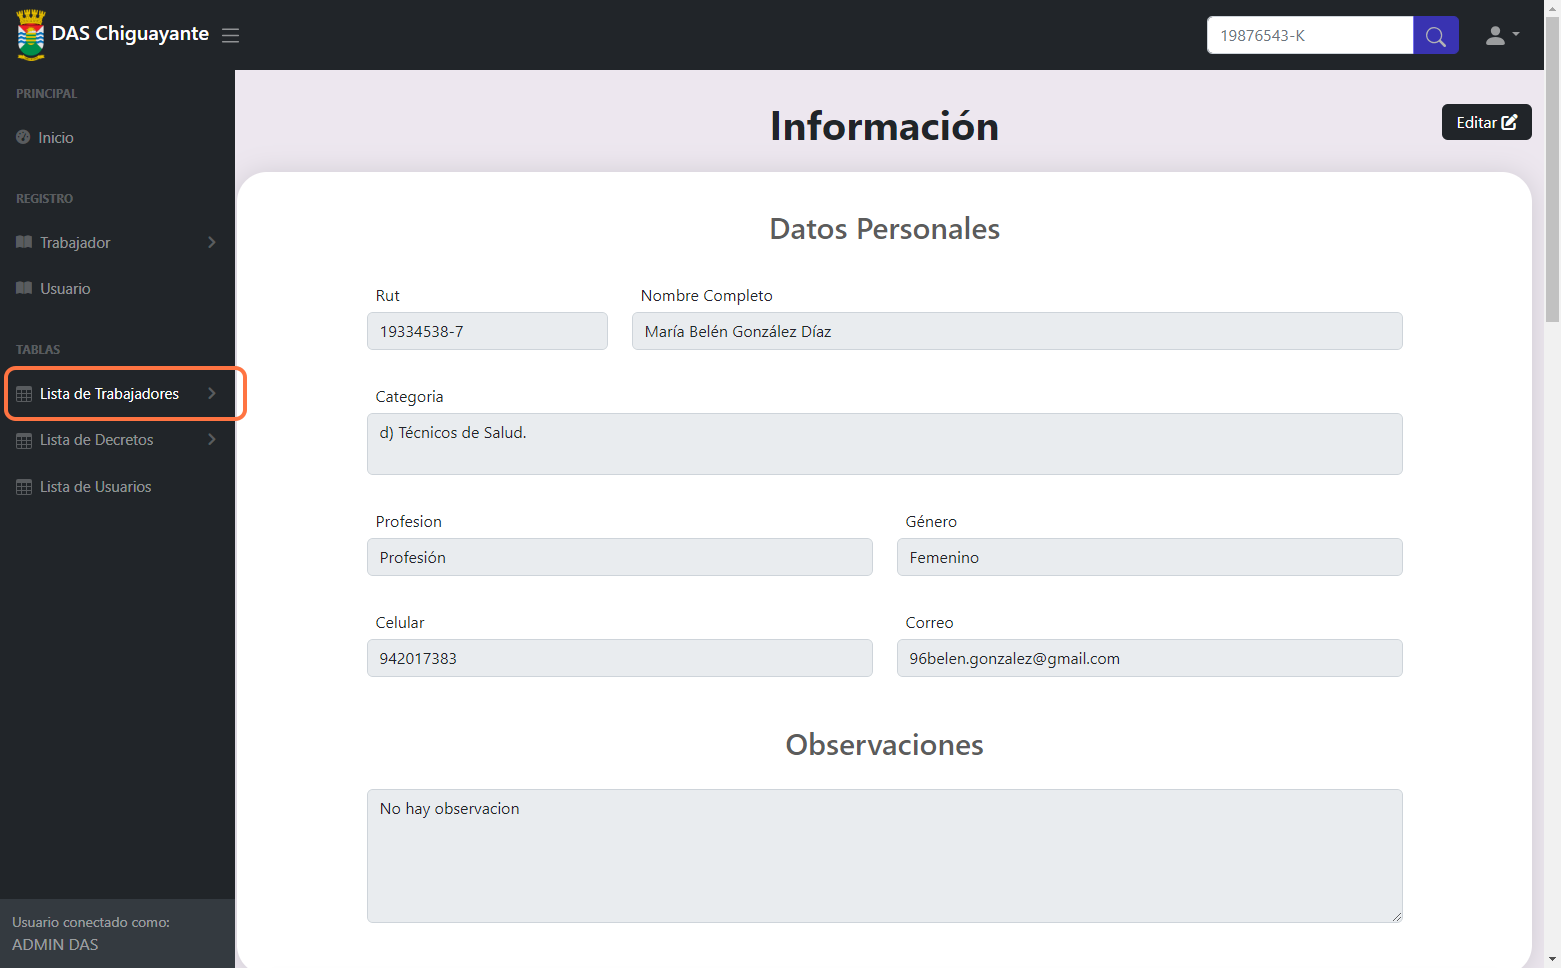 DAS Chiguayante
19876543-K
PRINCIPAL
Inicio
REGISTRO
Trabajador
Usuario
TABLAS
Lista de Trabajadores
Lista de Decretos
Lista de Usuarios
Usuario conectado como:
ADMIN DAS
Información
Editar
Datos Personales
Rut
Nombre Completo
19334538-7
María Belén González Díaz
Categoria
d) Técnicos de Salud.
Profesion
Género
Profesión
Femenino
Celular
Correo
942017383
96belen.gonzalez@gmail.com
Observaciones
No hay observacion